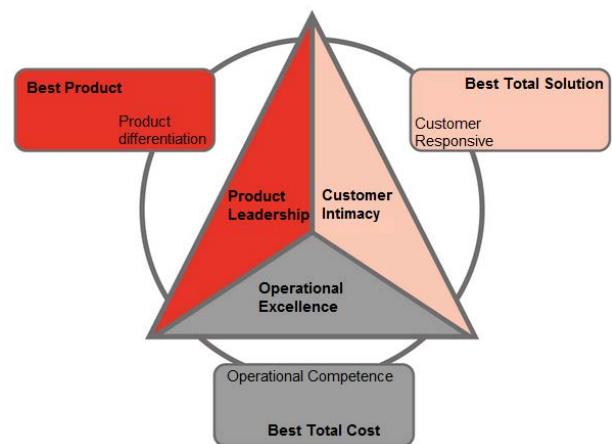 Best Product
Product
differentiation
Best Total Solution
Customer
Responsive
Product
Leadership
Customer
Intimacy
Operational
Excellence
Operational Competence
Best Total Cost